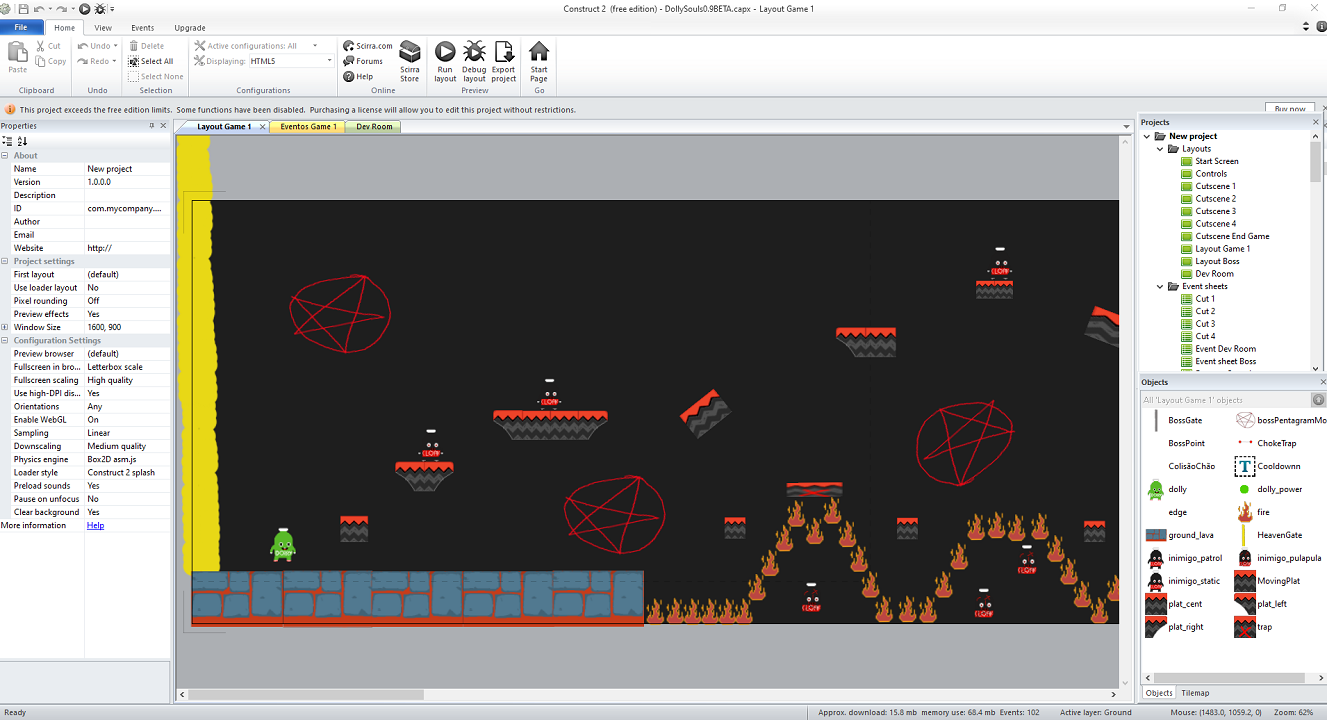 Construct 2 (free edition) - DollySouls0.9BETA.capx - Layout Game 1
File Home View Events Upgrade
Paste Cut Copy Clipboard
Undo Redo Undo
Delete Select All Select None Selection
Active configurations: All
Displaying: HTML5
Configurations
Scirra.com Forums Help Scirra Store Online
Run layout Debug layout Export project Preview
Start Page Go
This project exceeds the free edition limits. Some functions have been disabled. Purchasing a license will allow you to edit this project without restrictions. Buy now
Properties
About
Name New project
Version 1.0.0.0
Description
ID com.mycompany....
Author
Email
Website http://
Project settings
First layout (default)
Use loader layout No
Pixel rounding Off
Preview effects Yes
Window Size 1600, 900
Configuration Settings
Preview browser (default)
Fullscreen in bro... Letterbox scale
Fullscreen scaling High quality
Use high-DPI dis... Yes
Orientations Any
Enable WebGL On
Sampling Linear
Downscaling Medium quality
Physics engine Box2D asm.js
Loader style Construct 2 splash
Preload sounds Yes
Pause on unfocus No
Clear background Yes
More information Help
Layout Game 1 Eventos Game 1 Dev Room
DOLLY
Projects
New project
Layouts
Start Screen
Controls
Cutscene 1
Cutscene 2
Cutscene 3
Cutscene 4
Cutscene End Game
Layout Game 1
Layout Boss
Dev Room
Event sheets
Cut 1
Cut 2
Cut 3
Cut 4
Event Dev Room
Event sheet Boss
Objects
All 'Layout Game 1' objects
BossGate bossPentagramMo
BossPoint ChokeTrap
ColisãoChão Cooldownn
dolly dolly_power
edge fire
ground_lava HeavenGate
inimigo_patrol inimigo_pulapula
inimigo_static MovingPlat
plat_cent plat_left
plat_right trap
Objects Tilemap
Ready Approx. download: 15.8 mb memory use: 68.4 mb Events: 102 Active layer: Ground Mouse: (1483.0, 1059.2, 0) Zoom: 62%